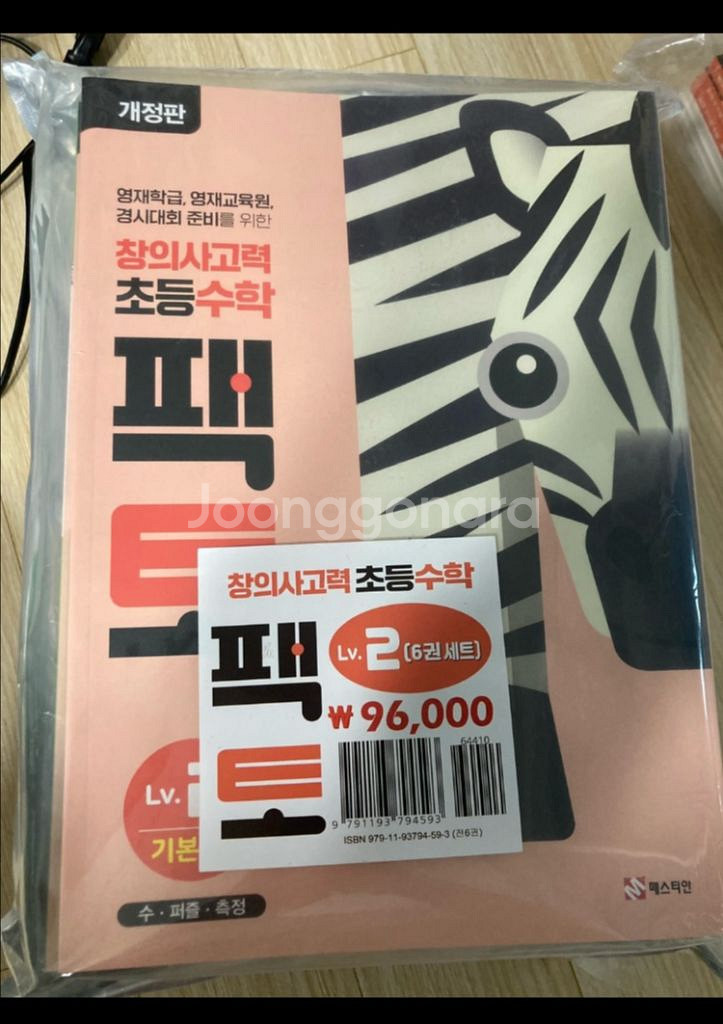 개정판
영재학급, 영재교육원,
경시대회 준비를 위한
창의사고력
초등수학
팩
토
Joonggonara
창의사고력 초등수학
팩
토
Lv. 2 (6권 세트)
₩ 96,000
64410
9 791193 794593
ISBN 979-11-93794-59-3 (전6권)
Lv.
기본
수·퍼즐·측정
매스티안